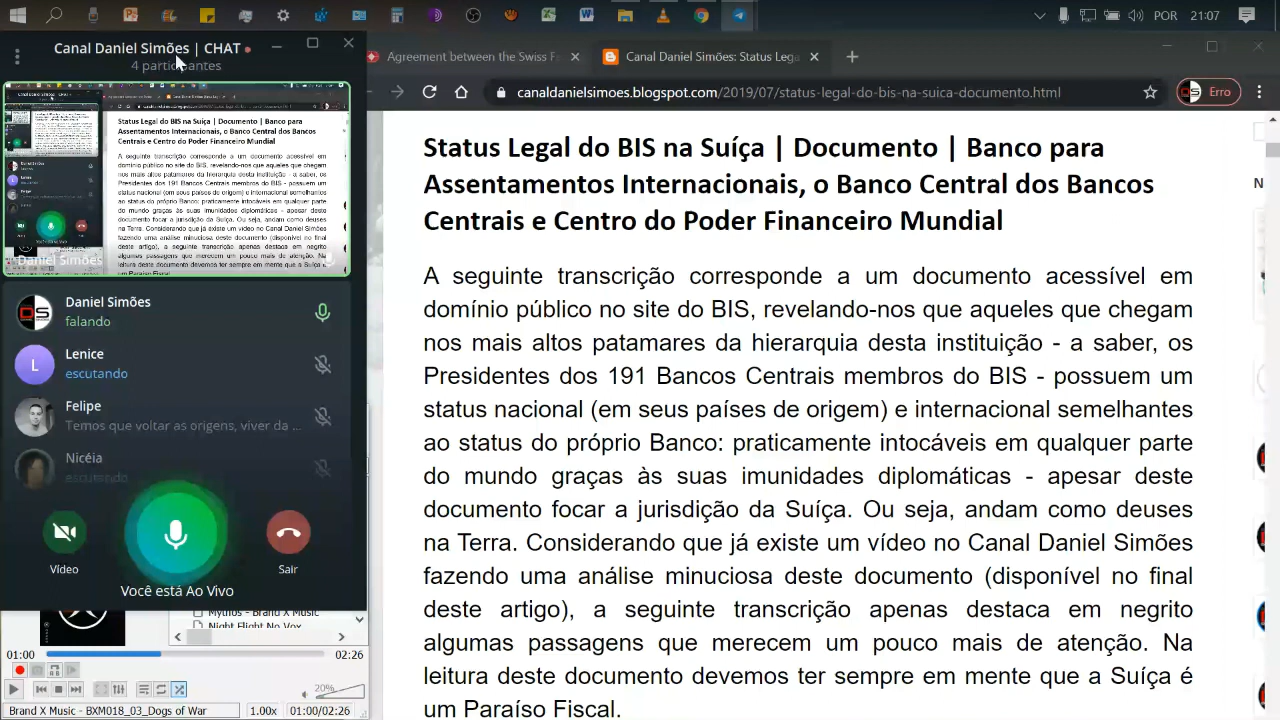 POR
21:07
Canal Daniel Simões | CHAT
4 participantes
Agreement between the Swiss F
Canal Daniel Simões: Status Lega
canaldanielsimoes.blogspot.com/2019/07/status-legal-do-bis-na-suica-documento.html
Erro
Status Legal do BIS na Suíça | Documento | Banco para
Assentamentos Internacionais, o Banco Central dos Bancos
Centrais e Centro do Poder Financeiro Mundial
A seguinte transcrição corresponde a um documento acessível em
domínio público no site do BIS, revelando-nos que aqueles que chegam
nos mais altos patamares da hierarquia desta instituição - a saber, os
Presidentes dos 191 Bancos Centrais membros do BIS - possuem um
status nacional (em seus países de origem) e internacional semelhantes
ao status do próprio Banco: praticamente intocáveis em qualquer parte
do mundo graças às suas imunidades diplomáticas - apesar deste
documento focar a jurisdição da Suíça. Ou seja, andam como deuses
na Terra. Considerando que já existe um vídeo no Canal Daniel Simões
fazendo uma análise minuciosa deste documento (disponível no final
deste artigo), a seguinte transcrição apenas destaca em negrito
algumas passagens que merecem um pouco mais de atenção. Na
leitura deste documento devemos ter sempre em mente que a Suíça é
um Paraíso Fiscal.
N
Daniel Simões
Daniel Simões
falando
L
Lenice
escutando
Felipe
Temos que voltar as origens, viver da ...
Nicéia
escutando
Vídeo
Sair
Você está Ao Vivo
Mythos - Brand X Music
Night Flight No Vox
01:00
02:26
20%
Brand X Music - BXM018_03_Dogs of War
1.00x
01:00/02:26